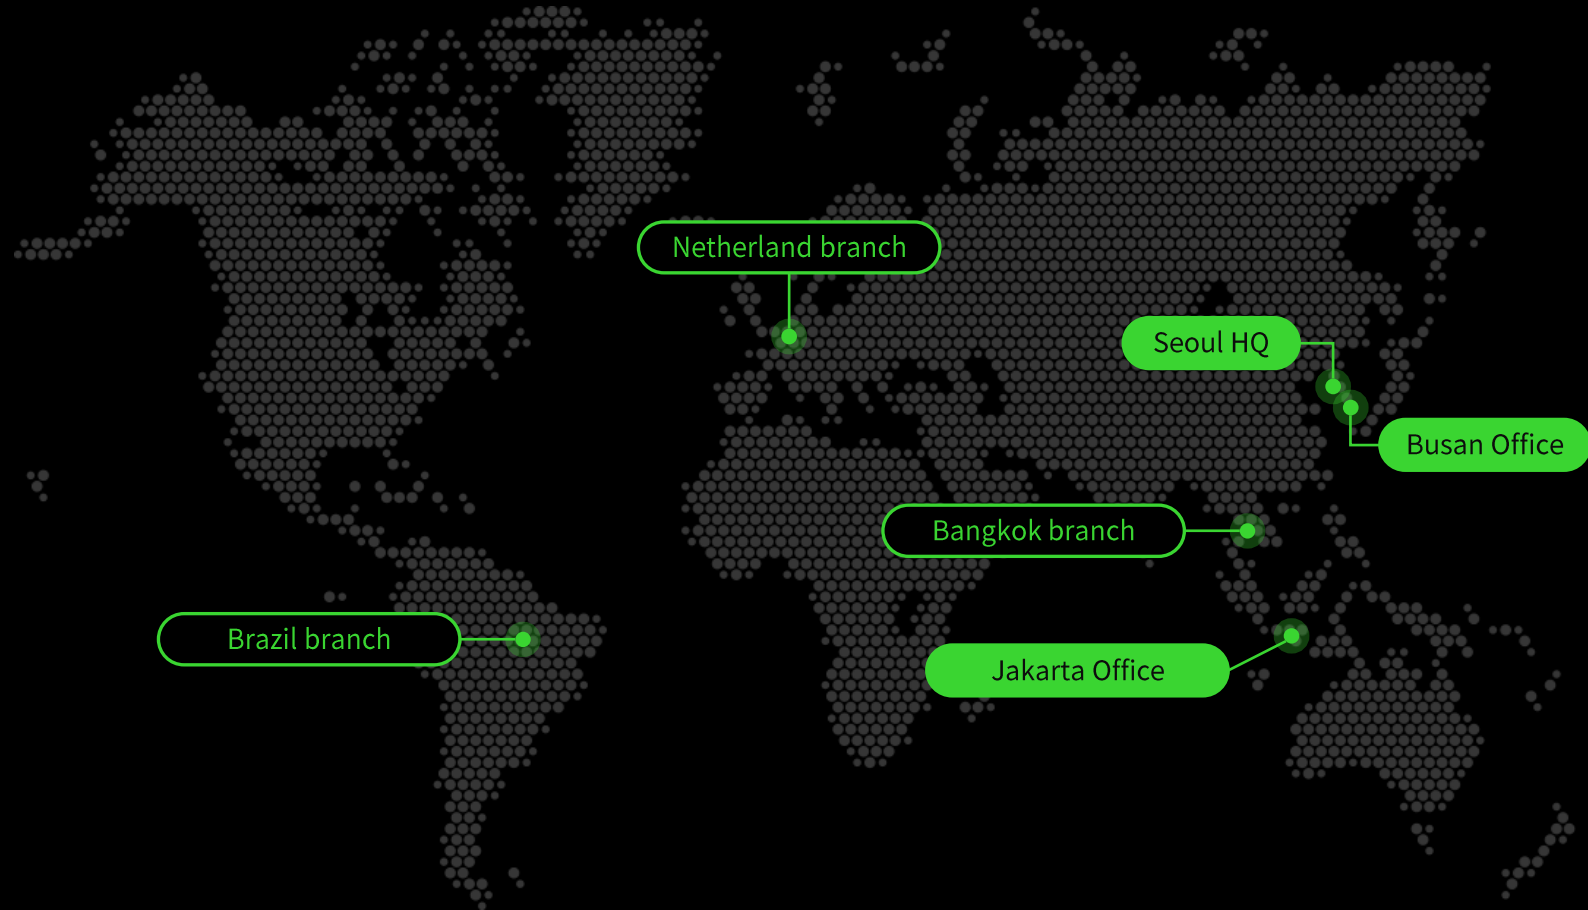 Netherland branch
Seoul HQ
Busan Office
Bangkok branch
Brazil branch
Jakarta Office